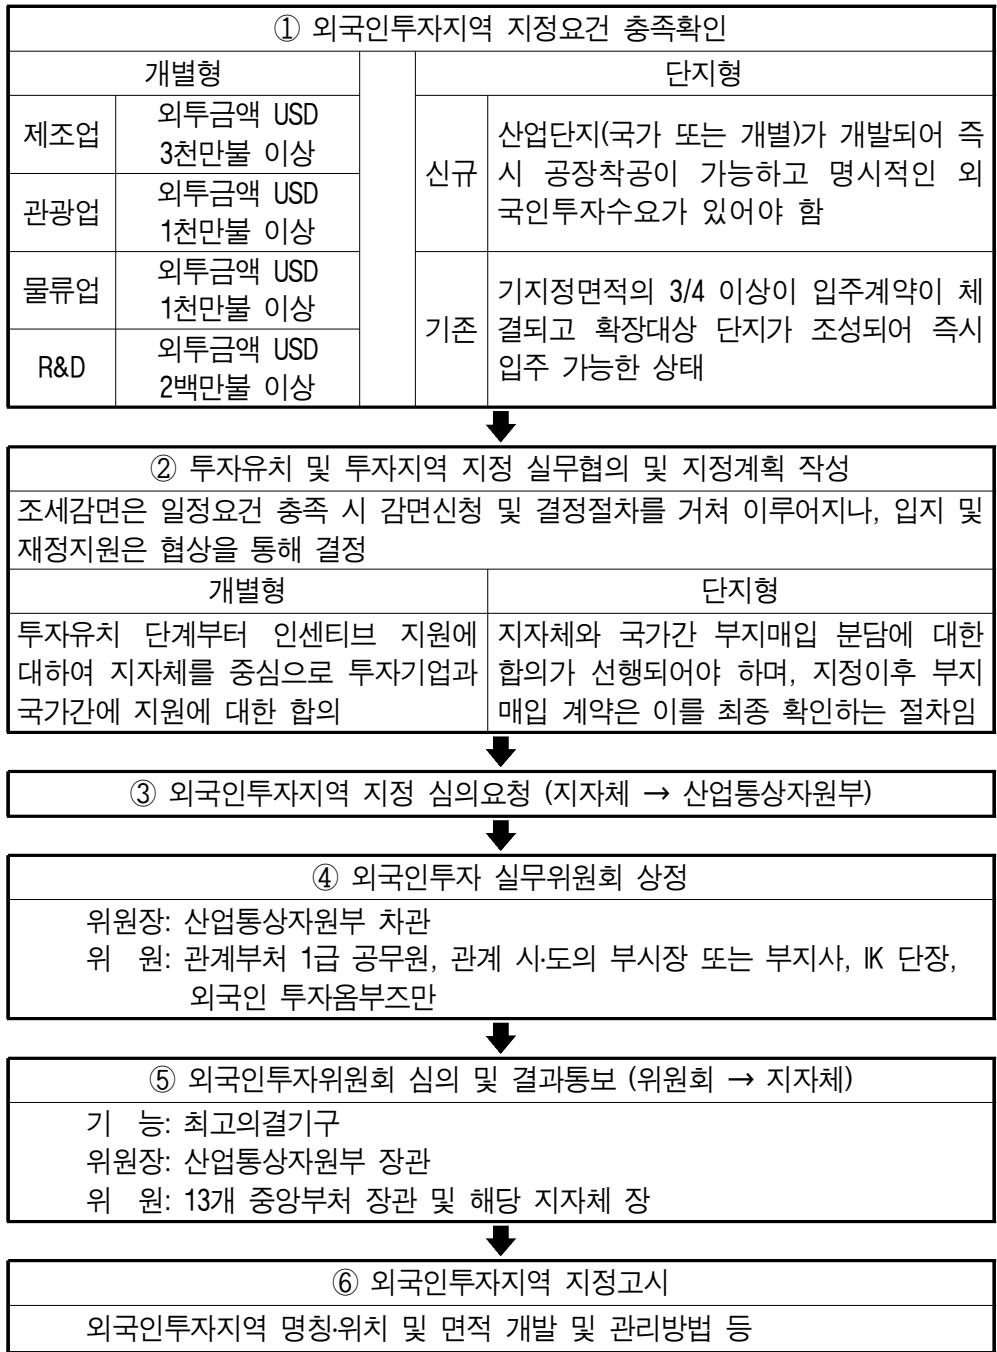 ① 외국인투자지역 지정요건 충족확인
개별형
단지형
제조업
외투금액 USD
3천만불 이상
관광업
외투금액 USD
1천만불 이상
물류업
외투금액 USD
1천만불 이상
R&D
외투금액 USD
2백만불 이상
신규
산업단지(국가 또는 개별)가 개발되어 즉
시 공장착공이 가능하고 명시적인 외
국인투자수요가 있어야 함
기존
기지정면적의 3/4 이상이 입주계약이 체
결되고 확장대상 단지가 조성되어 즉시
입주 가능한 상태
② 투자유치 및 투자지역 지정 실무협의 및 지정계획 작성
조세감면은 일정요건 충족 시 감면신청 및 결정절차를 거쳐 이루어지나, 입지 및
재정지원은 협상을 통해 결정
개별형
단지형
투자유치 단계부터 인센티브 지원에
대하여 지자체를 중심으로 투자기업과
국가간에 지원에 대한 합의
지자체와 국가간 부지매입 분담에 대한
합의가 선행되어야 하며, 지정이후 부지
매입 계약은 이를 최종 확인하는 절차임
③ 외국인투자지역 지정 심의요청 (지자체 → 산업통상자원부)
④ 외국인투자 실무위원회 상정
위원장: 산업통상자원부 차관
위 원: 관계부처 1급 공무원, 관계 시·도의 부시장 또는 부지사, IK 단장,
외국인 투자옴부즈만
⑤ 외국인투자위원회 심의 및 결과통보 (위원회 → 지자체)
기 능: 최고의결기구
위원장: 산업통상자원부 장관
위 원: 13개 중앙부처 장관 및 해당 지자체 장
⑥ 외국인투자지역 지정고시
외국인투자지역 명칭·위치 및 면적 개발 및 관리방법 등